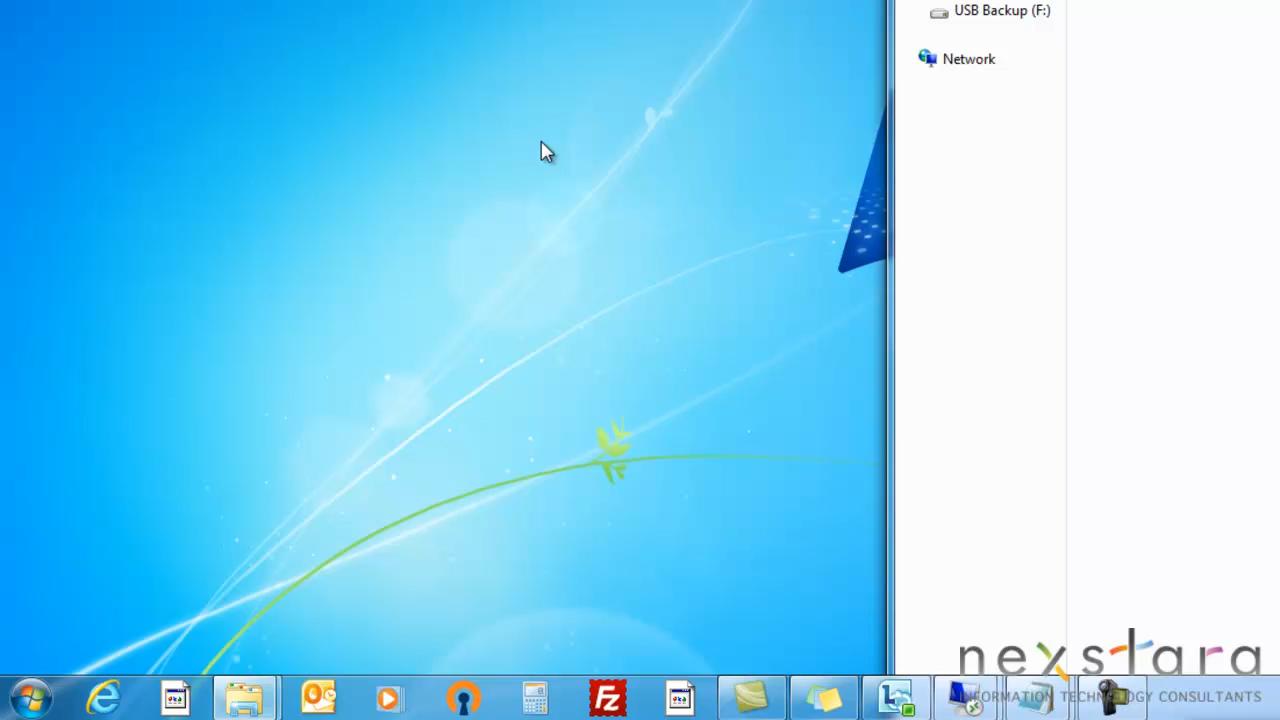 USB Backup (F:)
Network
nexstara
INFORMATION TECHNOLOGY CONSULTANTS